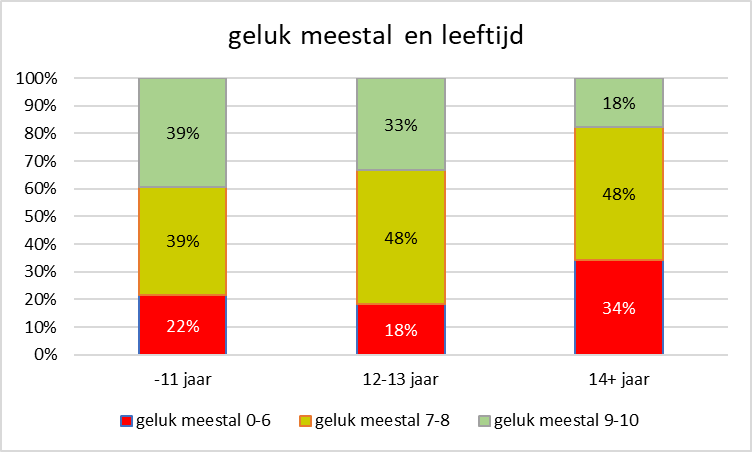 geluk meestal en leeftijd
100%
90%
80%
70%
60%
50%
40%
30%
20%
10%
0%
39% 33% 18%
39% 48% 48%
22% 18% 34%
-11 jaar 12-13 jaar 14+ jaar
geluk meestal 0-6 geluk meestal 7-8 geluk meestal 9-10